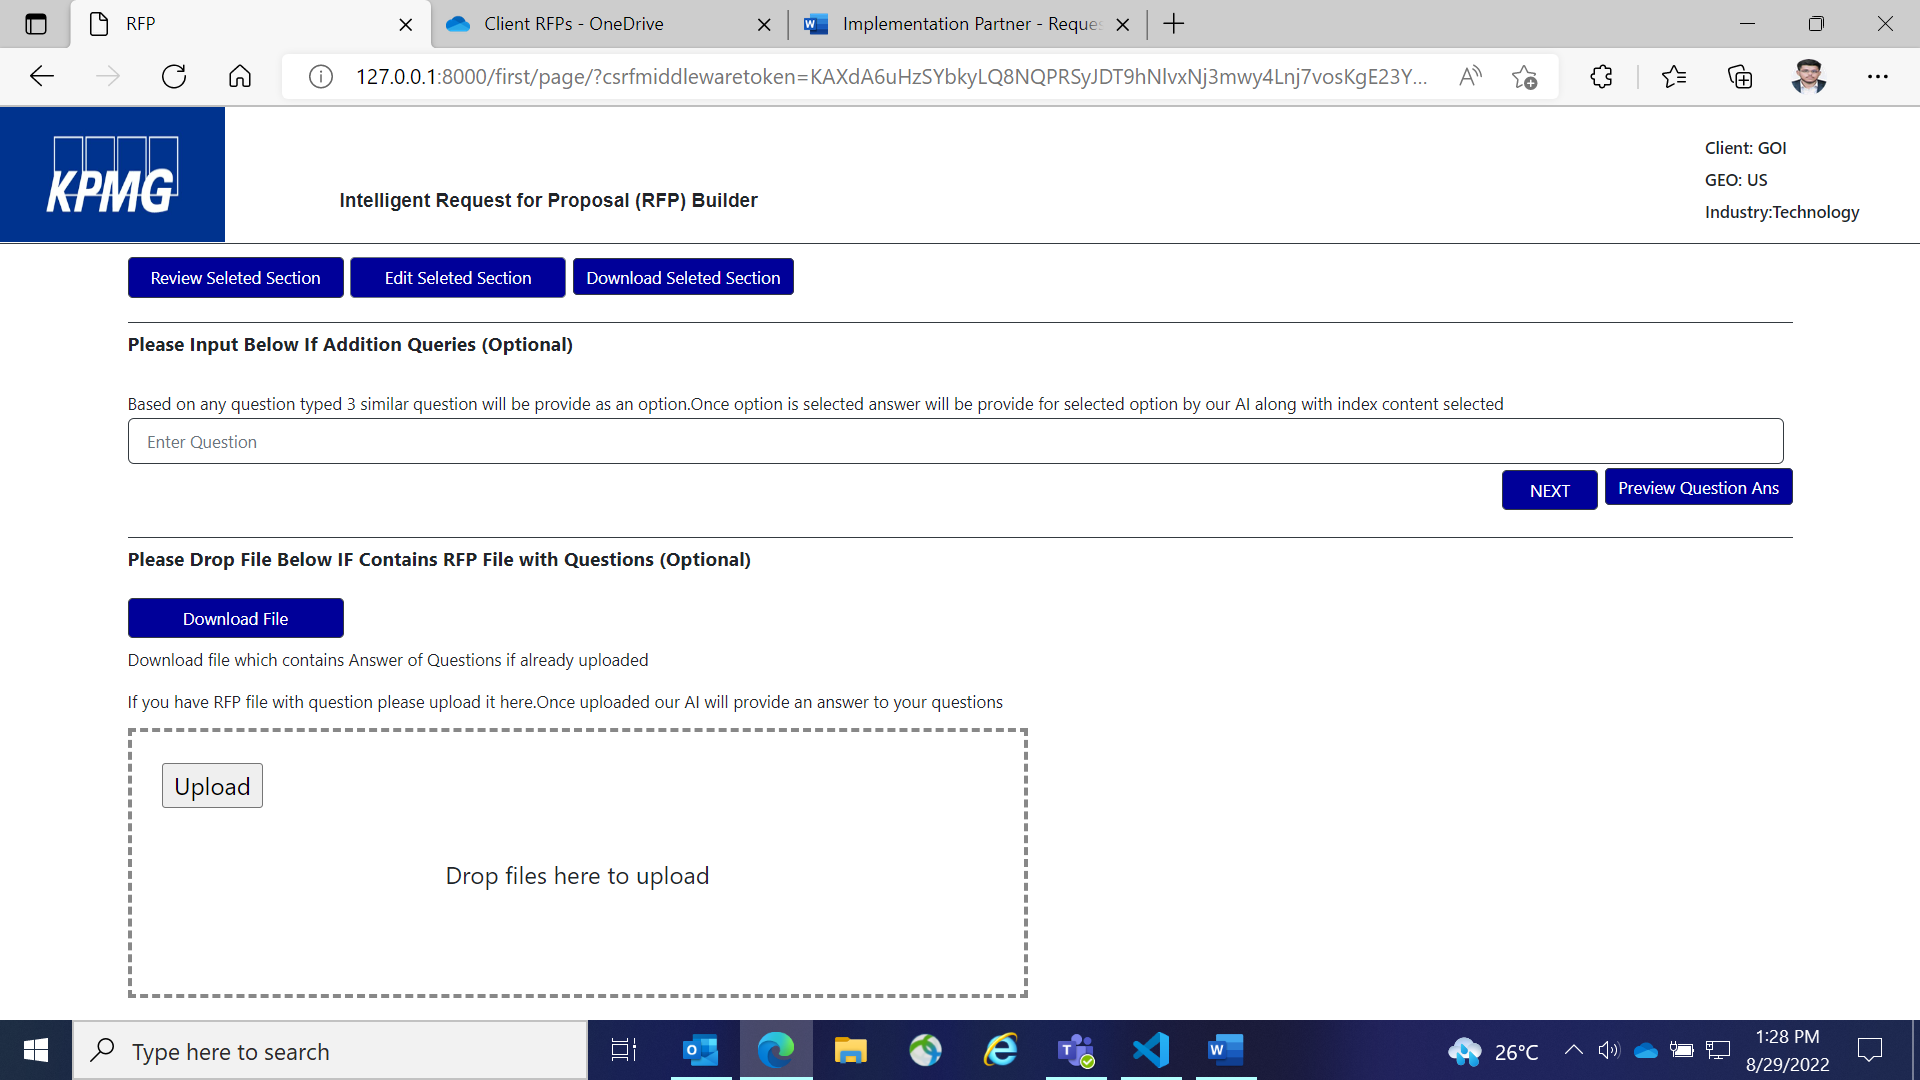 RFP
Client RFPs - OneDrive
Implementation Partner - Reques
127.0.0.1:8000/first/page/?csrfmiddlewaretoken=KAXdA6uHzSYbkyLQ8NQPRSyJDT9hNlvxNj3mwy4Lnj7vosKgE23Y...
KPMG
Intelligent Request for Proposal (RFP) Builder
Client: GOI
GEO: US
Industry:Technology
Review Seleted Section
Edit Seleted Section
Download Seleted Section
Please Input Below If Addition Queries (Optional)
Based on any question typed 3 similar question will be provide as an option.Once option is selected answer will be provide for selected option by our AI along with index content selected
Enter Question
NEXT
Preview Question Ans
Please Drop File Below IF Contains RFP File with Questions (Optional)
Download File
Download file which contains Answer of Questions if already uploaded
If you have RFP file with question please upload it here.Once uploaded our AI will provide an answer to your questions
Upload
Drop files here to upload
Type here to search
26°C
1:28 PM
8/29/2022